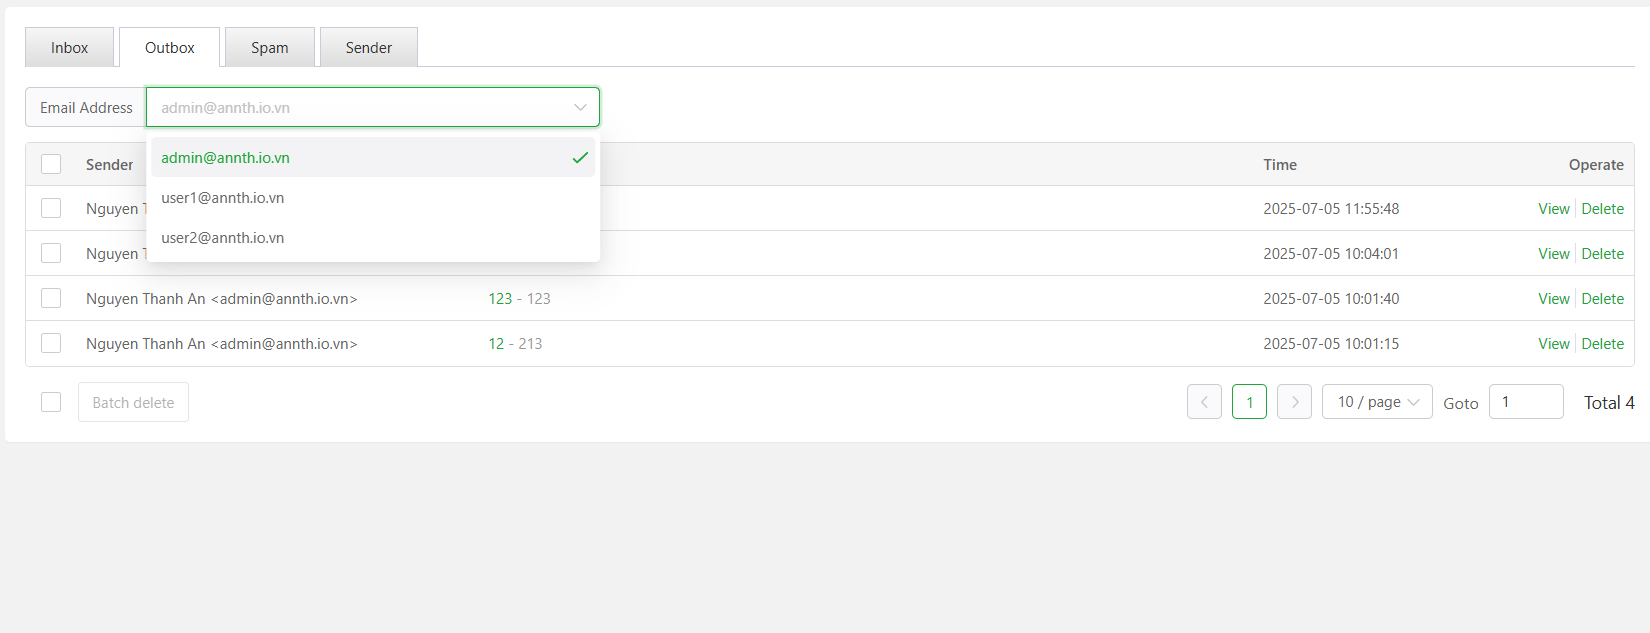 Inbox Outbox Spam Sender
Email Address admin@annth.io.vn
admin@annth.io.vn
user1@annth.io.vn
user2@annth.io.vn
Sender Time Operate
Nguyen 2025-07-05 11:55:48 View Delete
Nguyen 2025-07-05 10:04:01 View Delete
Nguyen Thanh An <admin@annth.io.vn> 123 - 123 2025-07-05 10:01:40 View Delete
Nguyen Thanh An <admin@annth.io.vn> 12 - 213 2025-07-05 10:01:15 View Delete
Batch delete 1 10 / page Goto 1 Total 4